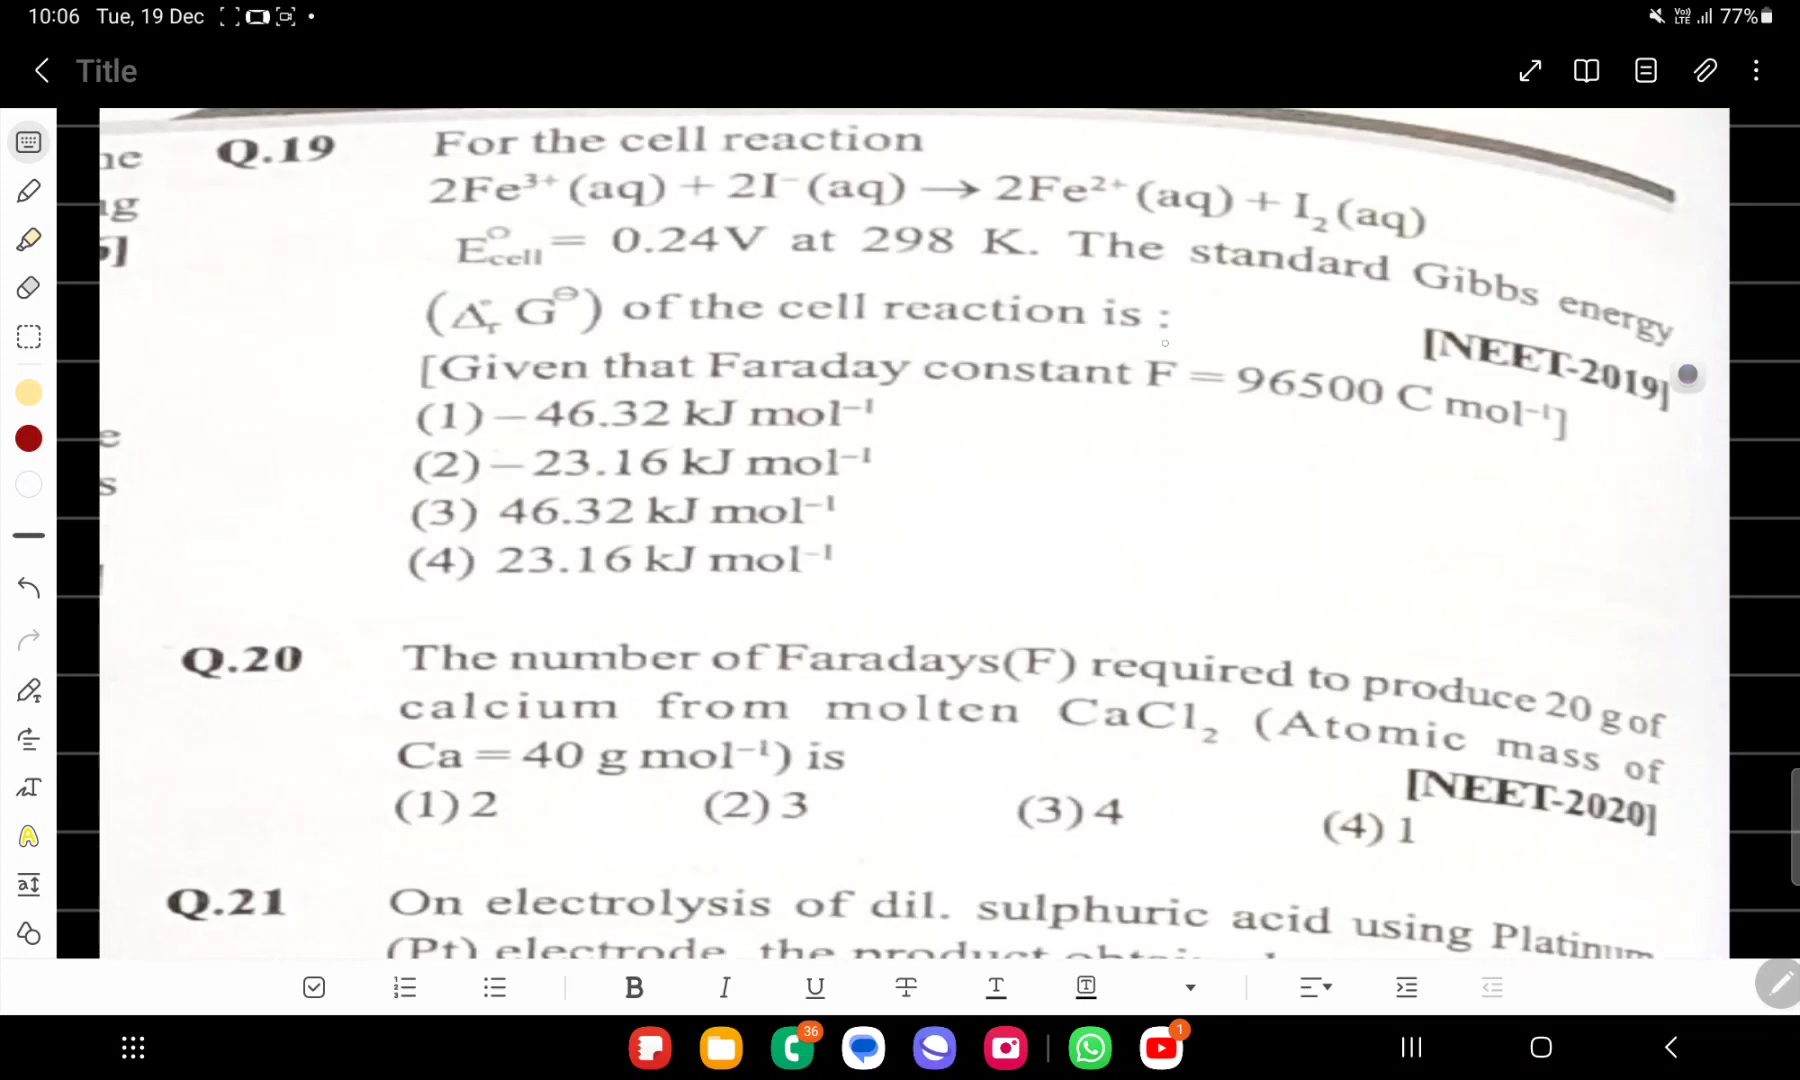 10:06 Tue, 19 Dec
77%
Title
Q.19 For the cell reaction
2Fe³⁺(aq) + 2I⁻(aq) → 2Fe²⁺(aq) + I₂(aq)
E°cell = 0.24V at 298 K. The standard Gibbs energy
(ΔᵣG⊖) of the cell reaction is :
[NEET-2019]
[Given that Faraday constant F = 96500 C mol⁻¹]
(1) – 46.32 kJ mol⁻¹
(2) – 23.16 kJ mol⁻¹
(3) 46.32 kJ mol⁻¹
(4) 23.16 kJ mol⁻¹
Q.20 The number of Faradays(F) required to produce 20 g of
calcium from molten CaCl₂ (Atomic mass of
Ca = 40 g mol⁻¹) is
[NEET-2020]
(1) 2 (2) 3 (3) 4 (4) 1
Q.21 On electrolysis of dil. sulphuric acid using Platinum
(Pt) electrode, the product
36
1